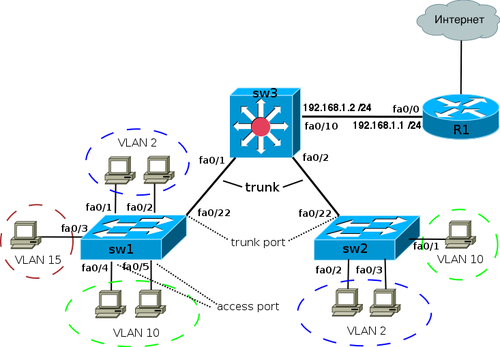 Интернет
sw3
192.168.1.2 /24
fa0/0
fa0/10
192.168.1.1 /24
R1
VLAN 2
fa0/1
fa0/2
trunk
fa0/1
fa0/2
fa0/22
fa0/22
fa0/3
trunk port
VLAN 15
sw1
sw2
fa0/1
VLAN 10
fa0/4
fa0/5
fa0/2
fa0/3
access port
VLAN 10
VLAN 2